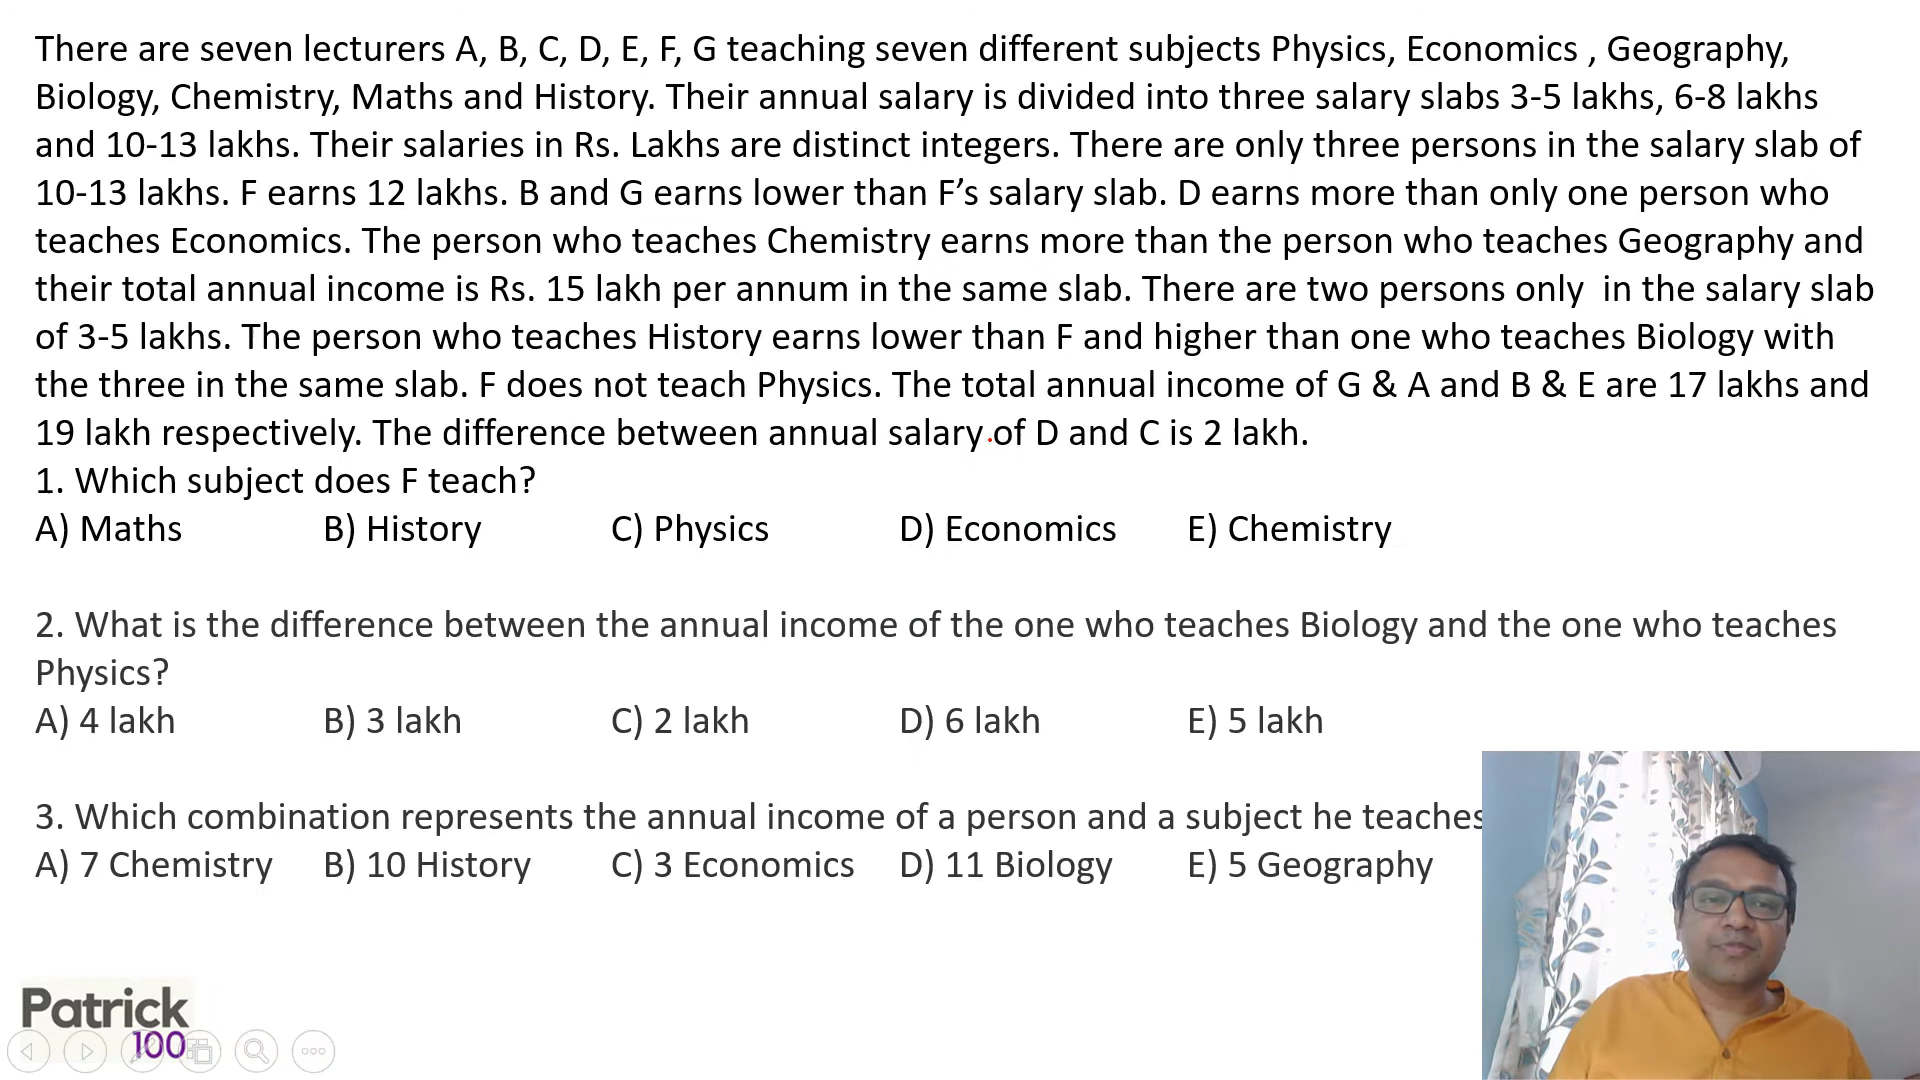 There are seven lecturers A, B, C, D, E, F, G teaching seven different subjects Physics, Economics , Geography,
Biology, Chemistry, Maths and History. Their annual salary is divided into three salary slabs 3-5 lakhs, 6-8 lakhs
and 10-13 lakhs. Their salaries in Rs. Lakhs are distinct integers. There are only three persons in the salary slab of
10-13 lakhs. F earns 12 lakhs. B and G earns lower than F’s salary slab. D earns more than only one person who
teaches Economics. The person who teaches Chemistry earns more than the person who teaches Geography and
their total annual income is Rs. 15 lakh per annum in the same slab. There are two persons only  in the salary slab
of 3-5 lakhs. The person who teaches History earns lower than F and higher than one who teaches Biology with
the three in the same slab. F does not teach Physics. The total annual income of G & A and B & E are 17 lakhs and
19 lakh respectively. The difference between annual salary of D and C is 2 lakh.
1. Which subject does F teach?
A) Maths B) History C) Physics D) Economics E) Chemistry
2. What is the difference between the annual income of the one who teaches Biology and the one who teaches
Physics?
A) 4 lakh B) 3 lakh C) 2 lakh D) 6 lakh E) 5 lakh
3. Which combination represents the annual income of a person and a subject he teaches
A) 7 Chemistry B) 10 History C) 3 Economics D) 11 Biology E) 5 Geography
Patrick
100